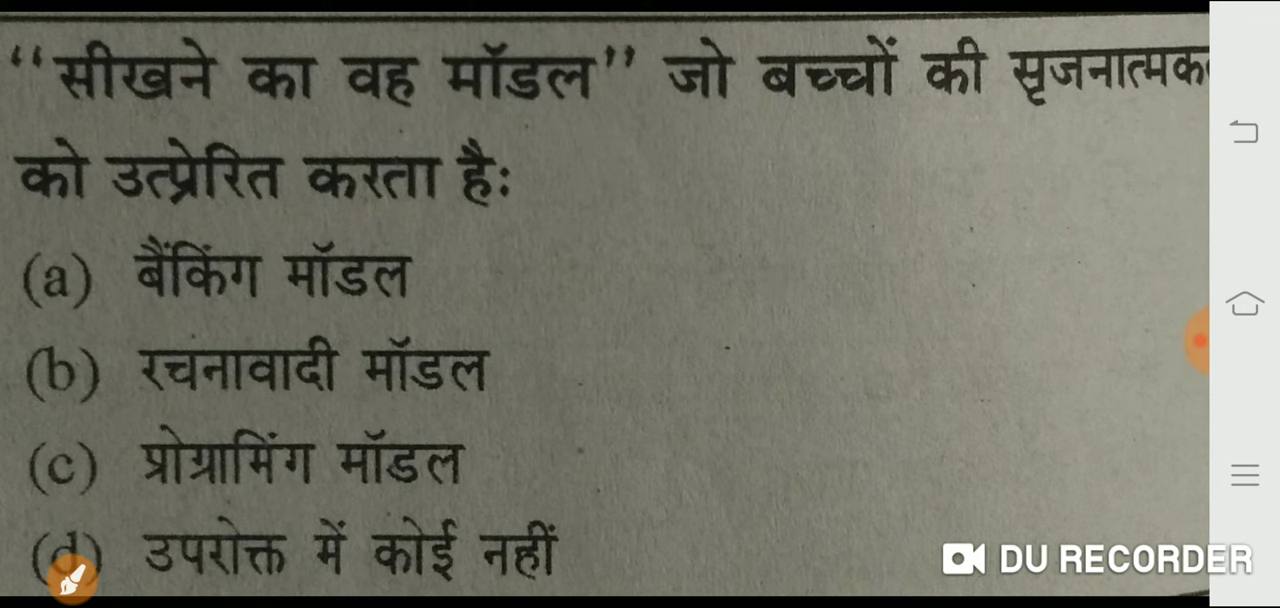 “सीखने का वह मॉडल” जो बच्चों की सृजनात्मक
को उत्प्रेरित करता है:
(a) बैंकिंग मॉडल
(b) रचनावादी मॉडल
(c) प्रोग्रामिंग मॉडल
(d) उपरोक्त में कोई नहीं
DU RECORDER